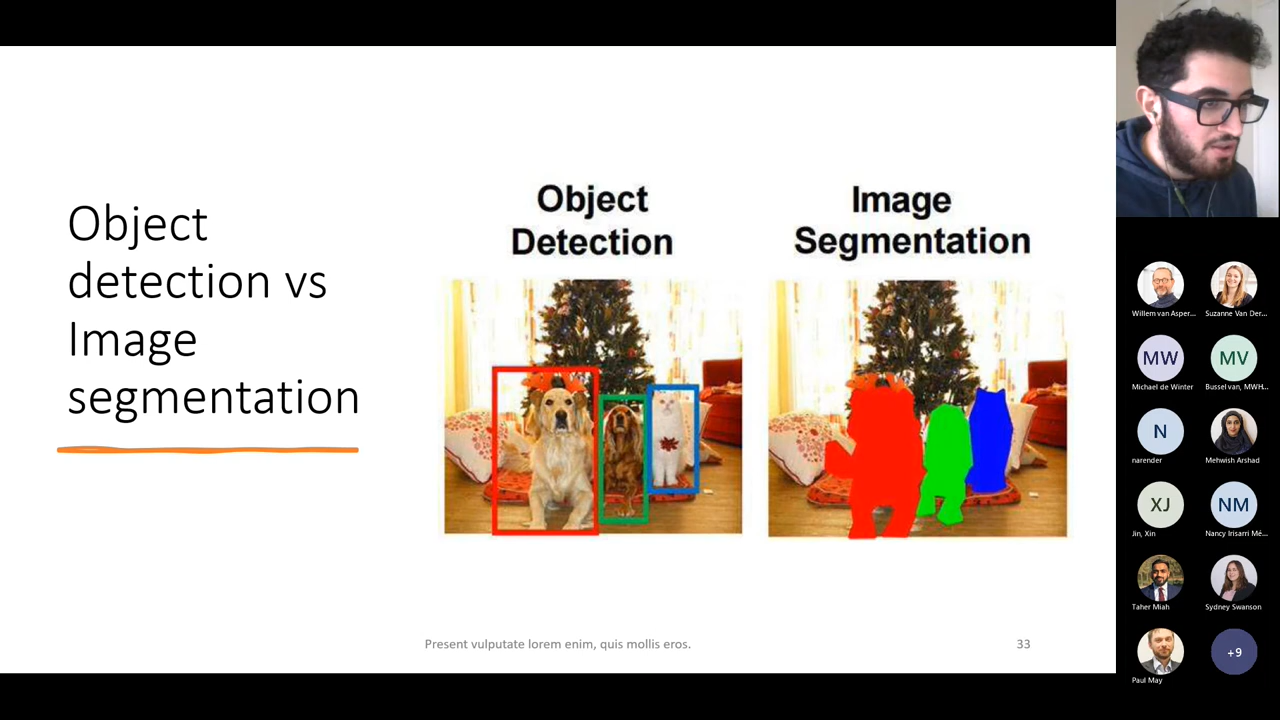 Object
detection vs
Image
segmentation
Object
Detection
Image
Segmentation
Present vulputate lorem enim, quis mollis eros.
33
Willem van Asper...
Suzanne Van Der...
MW
MV
Michael de Winter
Bussel van, MWH...
N
narender
Mehwish Arshad
XJ
NM
Jin, Xin
Nancy Irisarri Mé...
Taher Miah
Sydney Swanson
+9
Paul May